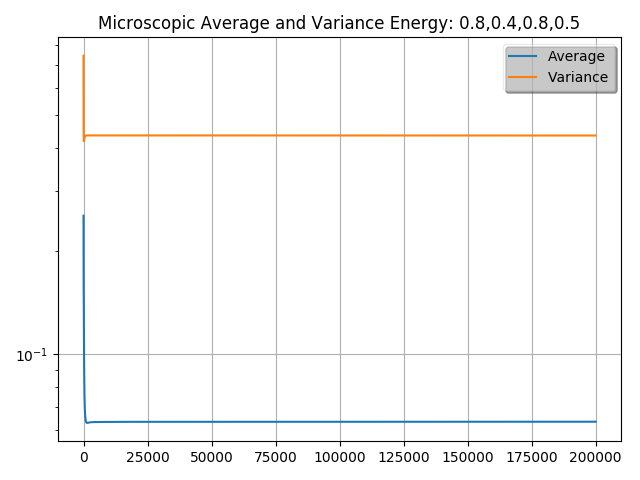 Microscopic Average and Variance Energy: 0.8,0.4,0.8,0.5
Average
Variance
10⁻¹
0 25000 50000 75000 100000 125000 150000 175000 200000